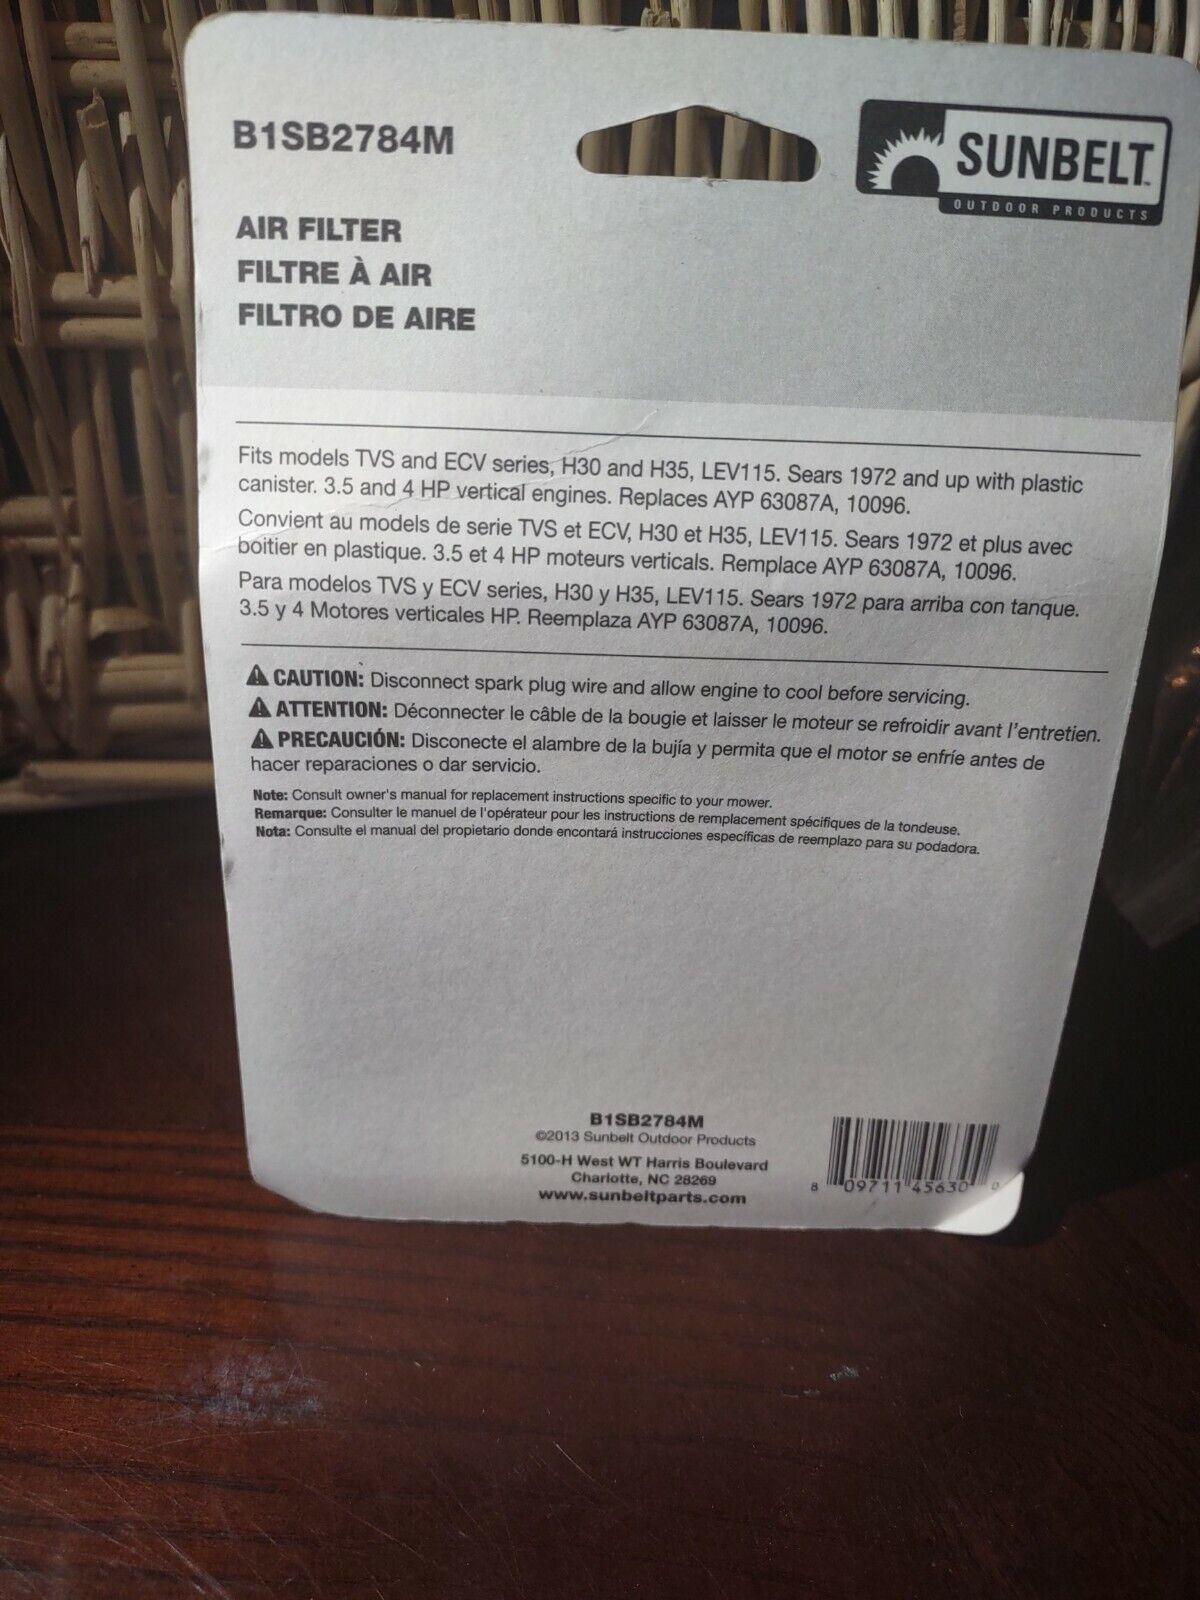 B1SB2784M
SUNBELT™
OUTDOOR PRODUCTS
AIR FILTER
FILTRE À AIR
FILTRO DE AIRE
Fits models TVS and ECV series, H30 and H35, LEV115. Sears 1972 and up with plastic
canister. 3.5 and 4 HP vertical engines. Replaces AYP 63087A, 10096.
Convient au models de serie TVS et ECV, H30 et H35, LEV115. Sears 1972 et plus avec
boîtier en plastique. 3.5 et 4 HP moteurs verticals. Remplace AYP 63087A, 10096.
Para modelos TVS y ECV series, H30 y H35, LEV115. Sears 1972 para arriba con tanque.
3.5 y 4 Motores verticales HP. Reemplaza AYP 63087A, 10096.
⚠ CAUTION: Disconnect spark plug wire and allow engine to cool before servicing.
⚠ ATTENTION: Déconnecter le câble de la bougie et laisser le moteur se refroidir avant l'entretien.
⚠ PRECAUCIÓN: Disconecte el alambre de la bujía y permita que el motor se enfríe antes de
hacer reparaciones o dar servicio.
Note: Consult owner's manual for replacement instructions specific to your mower.
Remarque: Consulter le manuel de l'opérateur pour les instructions de remplacement spécifiques de la tondeuse.
Nota: Consulte el manual del propietario donde encontará instrucciones específicas de reemplazo para su podadora.
B1SB2784M
©2013 Sunbelt Outdoor Products
5100-H West WT Harris Boulevard
Charlotte, NC 28269
www.sunbeltparts.com
8 09711 45630 0